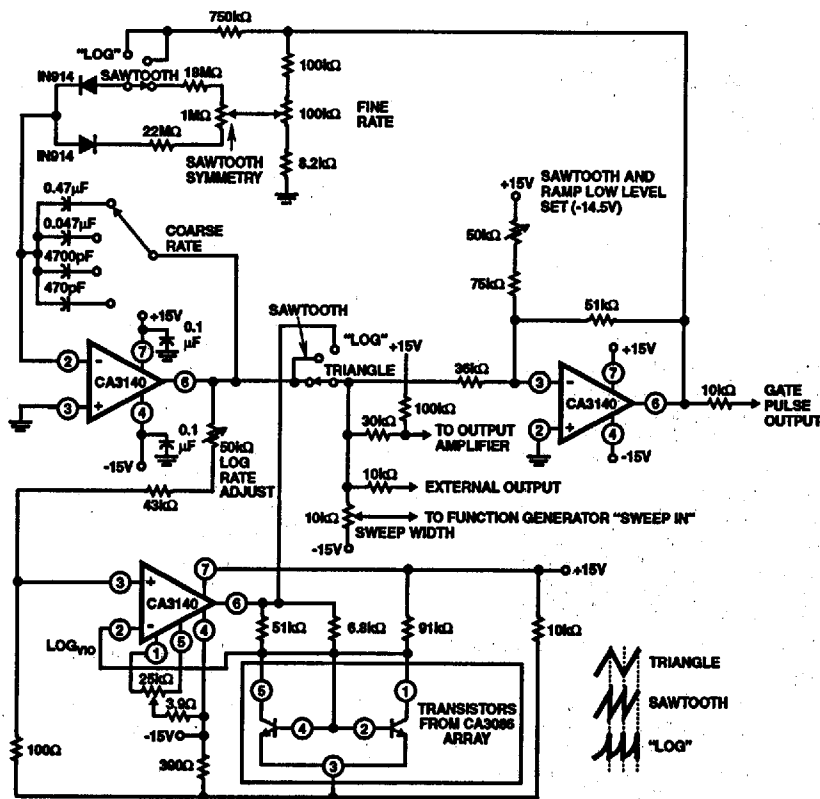 750kΩ
"LOG"
IN914
SAWTOOTH
18MΩ
100kΩ
1MΩ
100kΩ
FINE
RATE
22MΩ
IN914
SAWTOOTH
SYMMETRY
8.2kΩ
0.47µF
0.047µF
4700pF
470pF
COARSE
RATE
+15V
SAWTOOTH AND
RAMP LOW LEVEL
SET (-14.5V)
50kΩ
75kΩ
51kΩ
+15V
0.1
µF
7
2
-
CA3140
6
3
+
4
0.1
µF
-15V
SAWTOOTH
"LOG"
+15V
TRIANGLE
36kΩ
100kΩ
30kΩ
TO OUTPUT
AMPLIFIER
+15V
7
3
-
CA3140
6
2
+
4
-15V
10kΩ
GATE
PULSE
OUTPUT
50kΩ
LOG
RATE
ADJUST
43kΩ
10kΩ
EXTERNAL OUTPUT
10kΩ
TO FUNCTION GENERATOR "SWEEP IN"
SWEEP WIDTH
-15V
7
+15V
3
+
CA3140
6
2
-
4
LOGVIO
1
5
51kΩ
6.8kΩ
91kΩ
10kΩ
25kΩ
3.9Ω
-15V
390Ω
100Ω
5
1
4
2
3
TRANSISTORS
FROM CA3086
ARRAY
TRIANGLE
SAWTOOTH
"LOG"